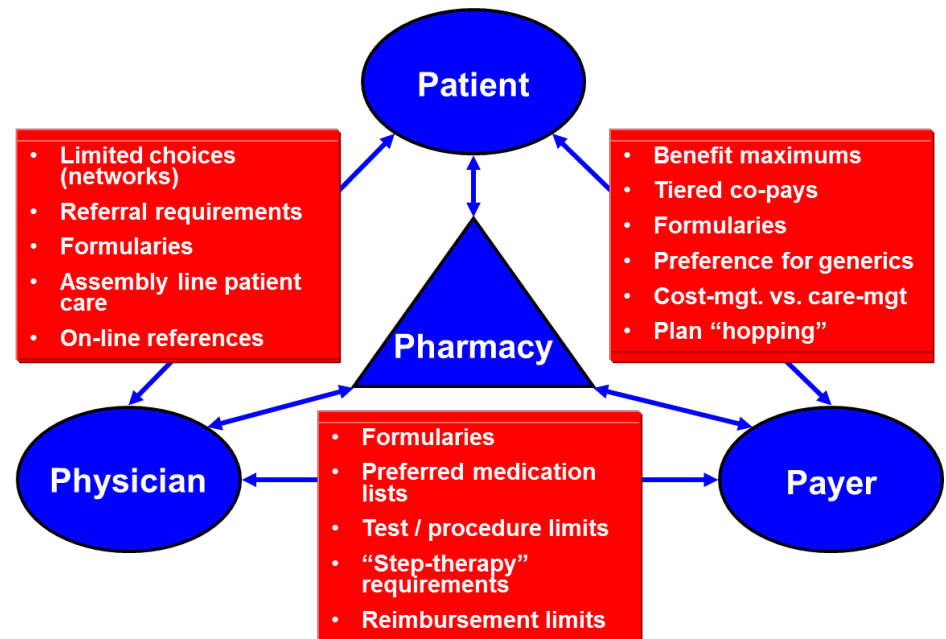 Patient
• Limited choices
(networks)
• Referral requirements
• Formularies
• Assembly line patient
care
• On-line references
• Benefit maximums
• Tiered co-pays
• Formularies
• Preference for generics
• Cost-mgt. vs. care-mgt
• Plan “hopping”
Pharmacy
Physician
• Formularies
• Preferred medication
lists
• Test / procedure limits
• “Step-therapy”
requirements
• Reimbursement limits
Payer